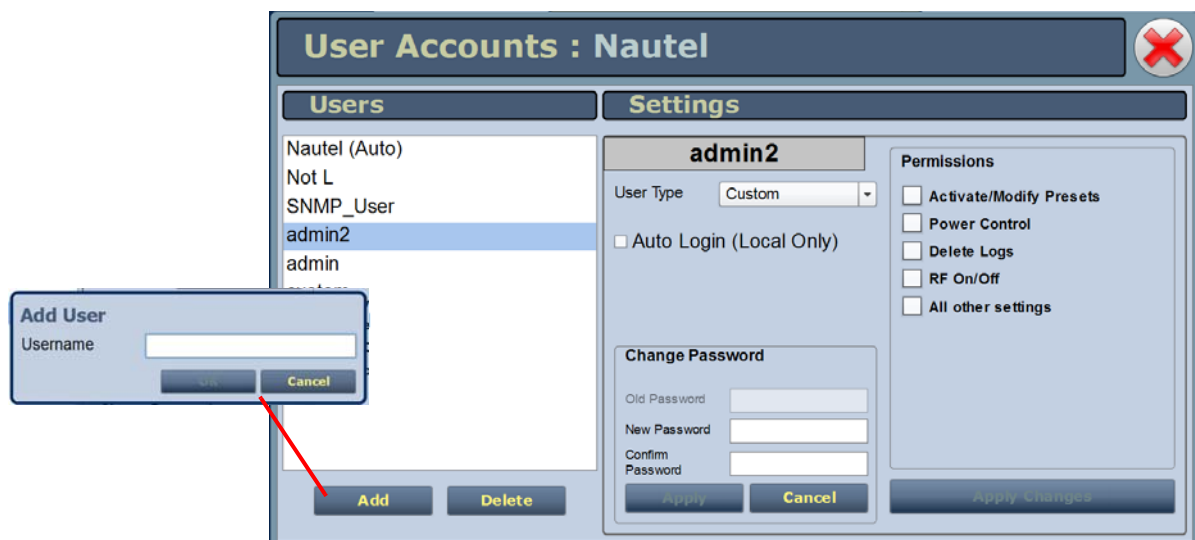 User Accounts : Nautel
Users
Settings
Nautel (Auto)
Not L
SNMP_User
admin2
admin
admin2
User Type
Custom
Auto Login (Local Only)
Permissions
Activate/Modify Presets
Power Control
Delete Logs
RF On/Off
All other settings
Add User
Username
OK
Cancel
Change Password
Old Password
New Password
Confirm
Password
Apply
Cancel
Add
Delete
Apply Changes